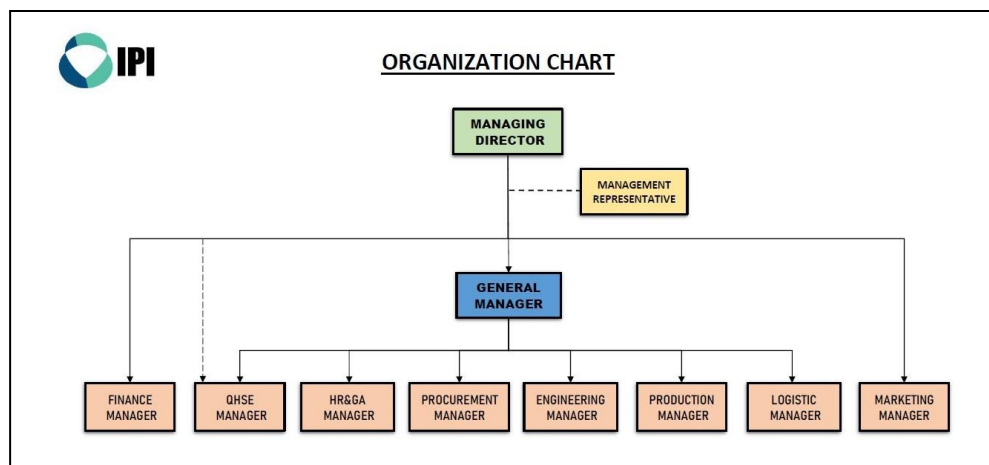 IPI
ORGANIZATION CHART
MANAGING
DIRECTOR
MANAGEMENT
REPRESENTATIVE
GENERAL
MANAGER
FINANCE
MANAGER
QHSE
MANAGER
HR&GA
MANAGER
PROCUREMENT
MANAGER
ENGINEERING
MANAGER
PRODUCTION
MANAGER
LOGISTIC
MANAGER
MARKETING
MANAGER